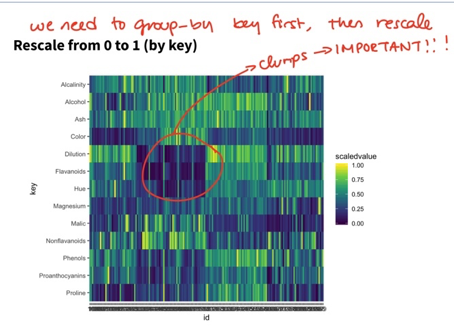 we need to group-by key first, then rescale
Rescale from 0 to 1 (by key)
clumps → IMPORTANT!!!
Alcalinity
Alcohol
Ash
Color
Dilution
Flavanoids
Hue
Magnesium
Malic
Nonflavanoids
Phenols
Proanthocyanins
Proline
key
id
scaledvalue
1.00
0.75
0.50
0.25
0.00